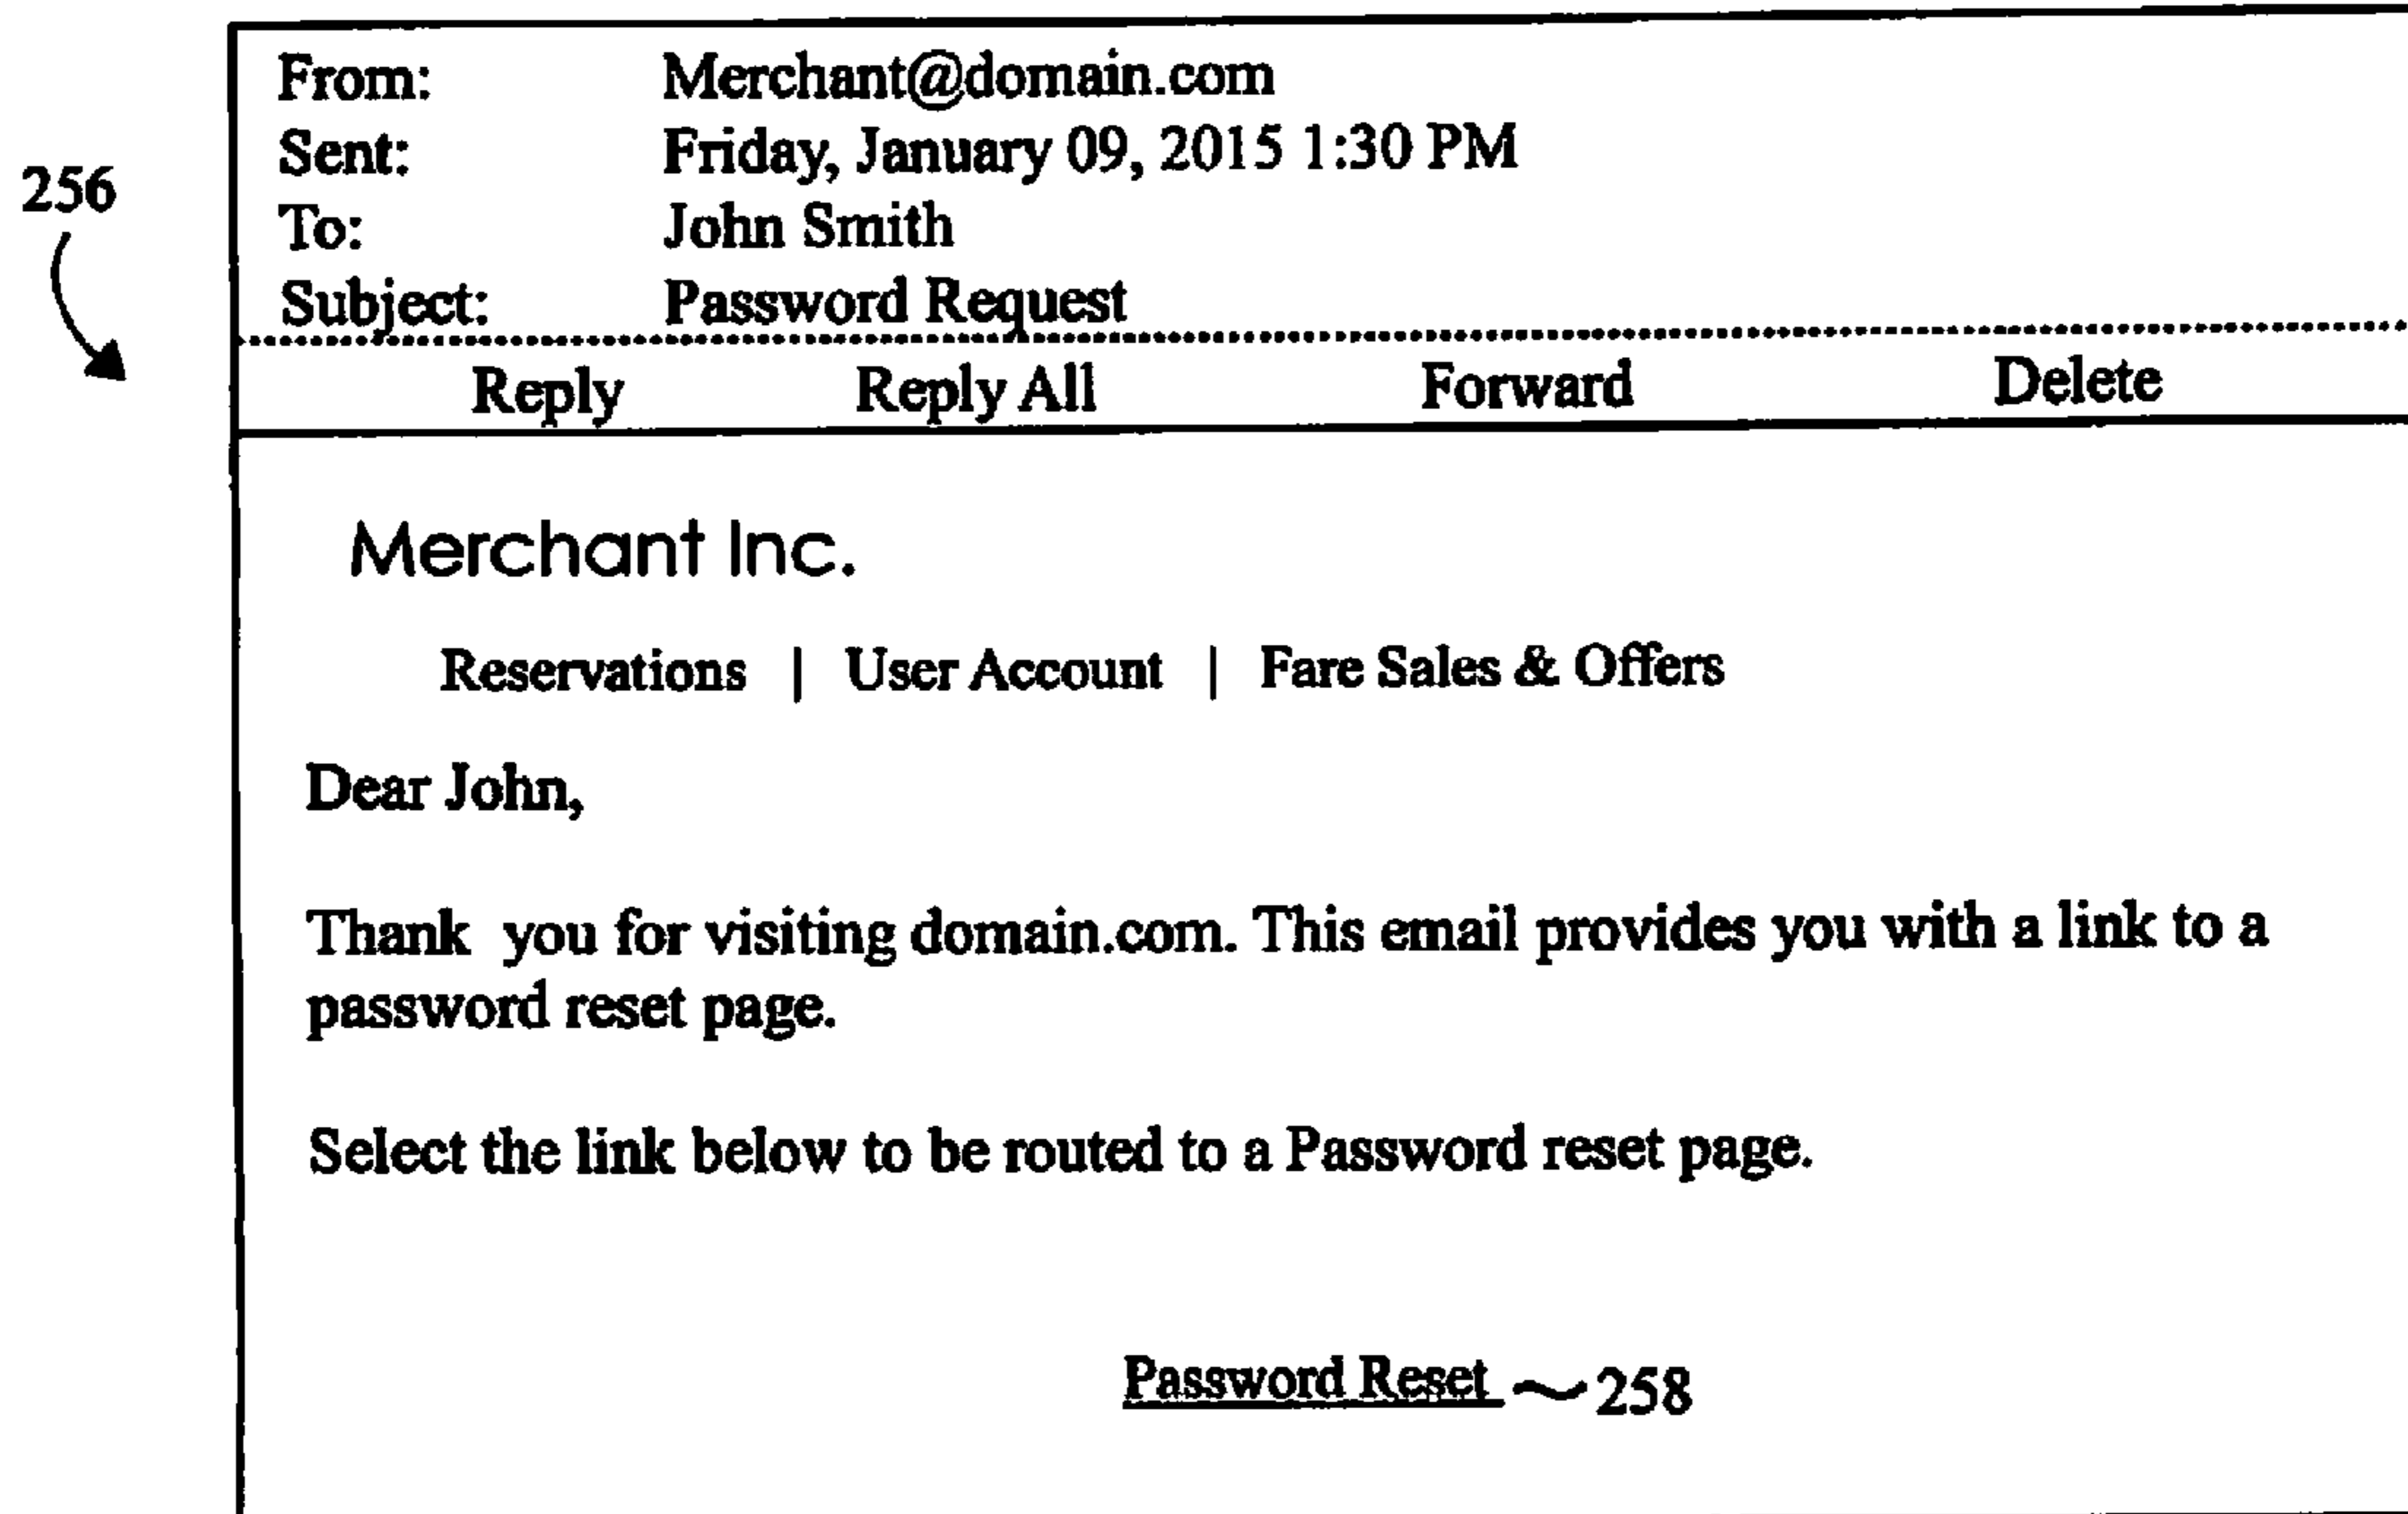 From: Merchant@domain.com
Sent: Friday, January 09, 2015 1:30 PM
256
To: John Smith
Subject: Password Request
Reply Reply All Forward Delete
Merchant Inc.
Reservations | User Account | Fare Sales & Offers
Dear John,
Thank you for visiting domain.com. This email provides you with a link to a
password reset page.
Select the link below to be routed to a Password reset page.
Password Reset 258